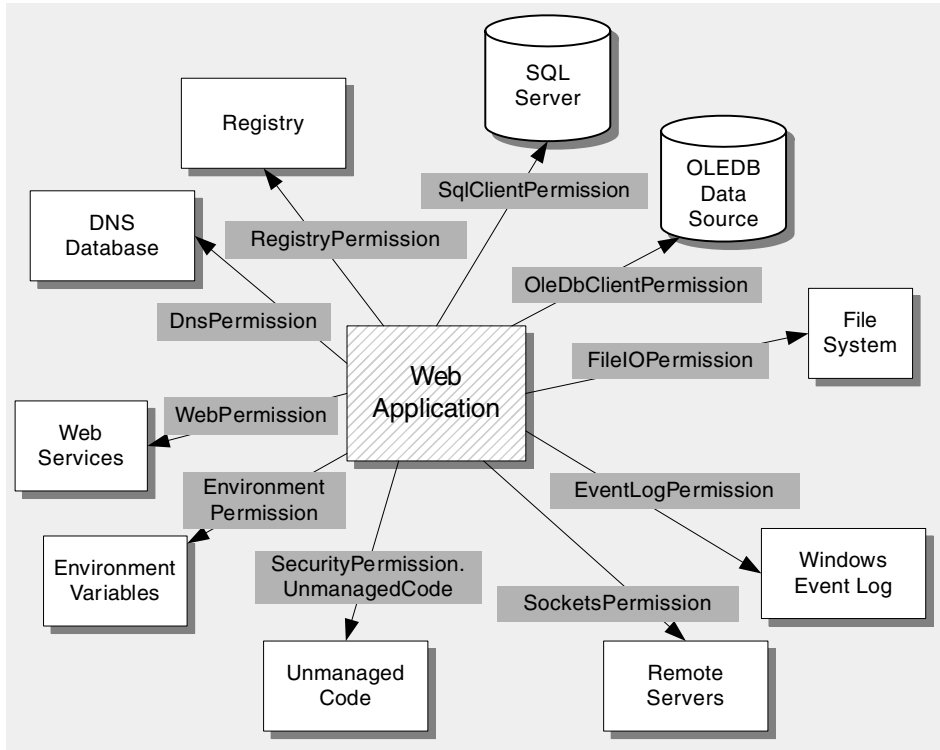 SQL
Server
Registry
OLEDB
Data
Source
SqlClientPermission
DNS
Database
RegistryPermission
OleDbClientPermission
DnsPermission
File
System
FileIOPermission
Web
Application
WebPermission
Web
Services
Environment
Permission
EventLogPermission
Environment
Variables
SecurityPermission.
UnmanagedCode
Windows
Event Log
SocketsPermission
Unmanaged
Code
Remote
Servers